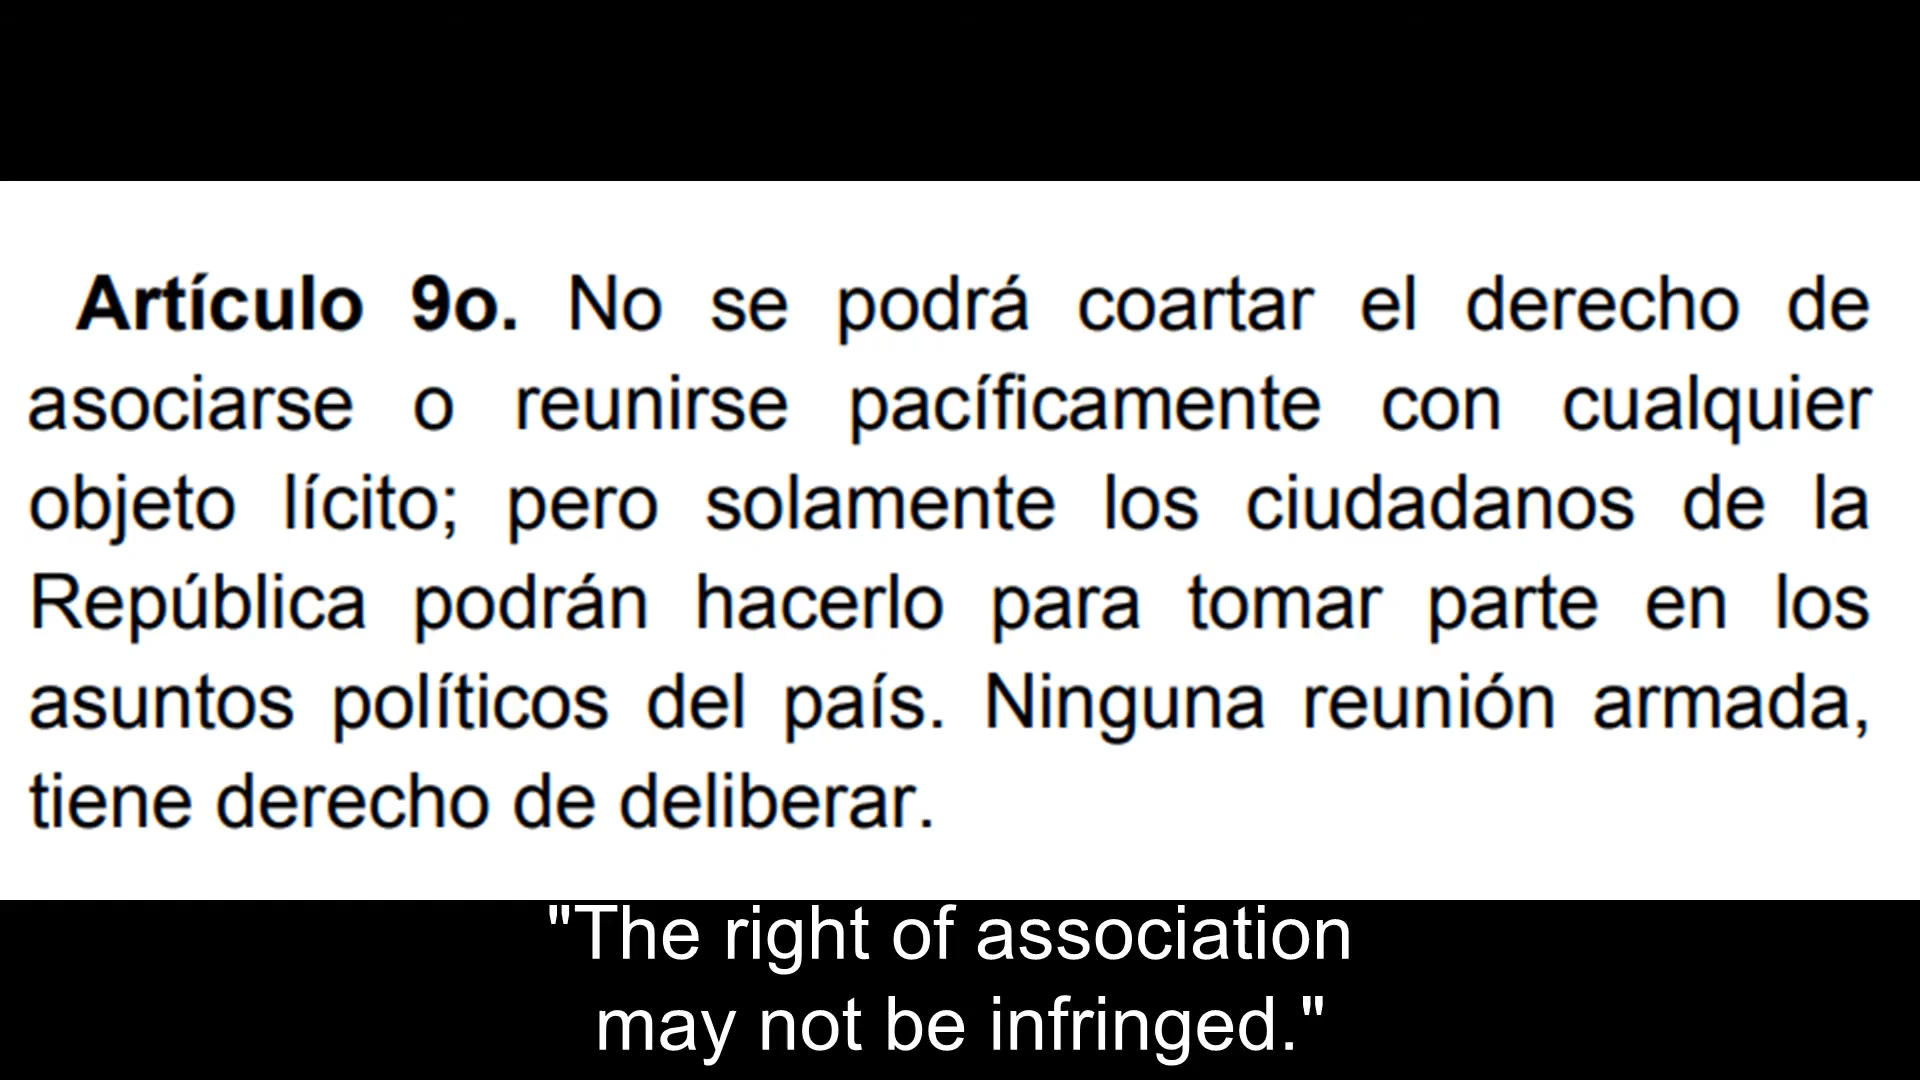 Artículo 9o. No se podrá coartar el derecho de
asociarse o reunirse pacíficamente con cualquier
objeto lícito; pero solamente los ciudadanos de la
República podrán hacerlo para tomar parte en los
asuntos políticos del país. Ninguna reunión armada,
tiene derecho de deliberar.
"The right of association
may not be infringed."